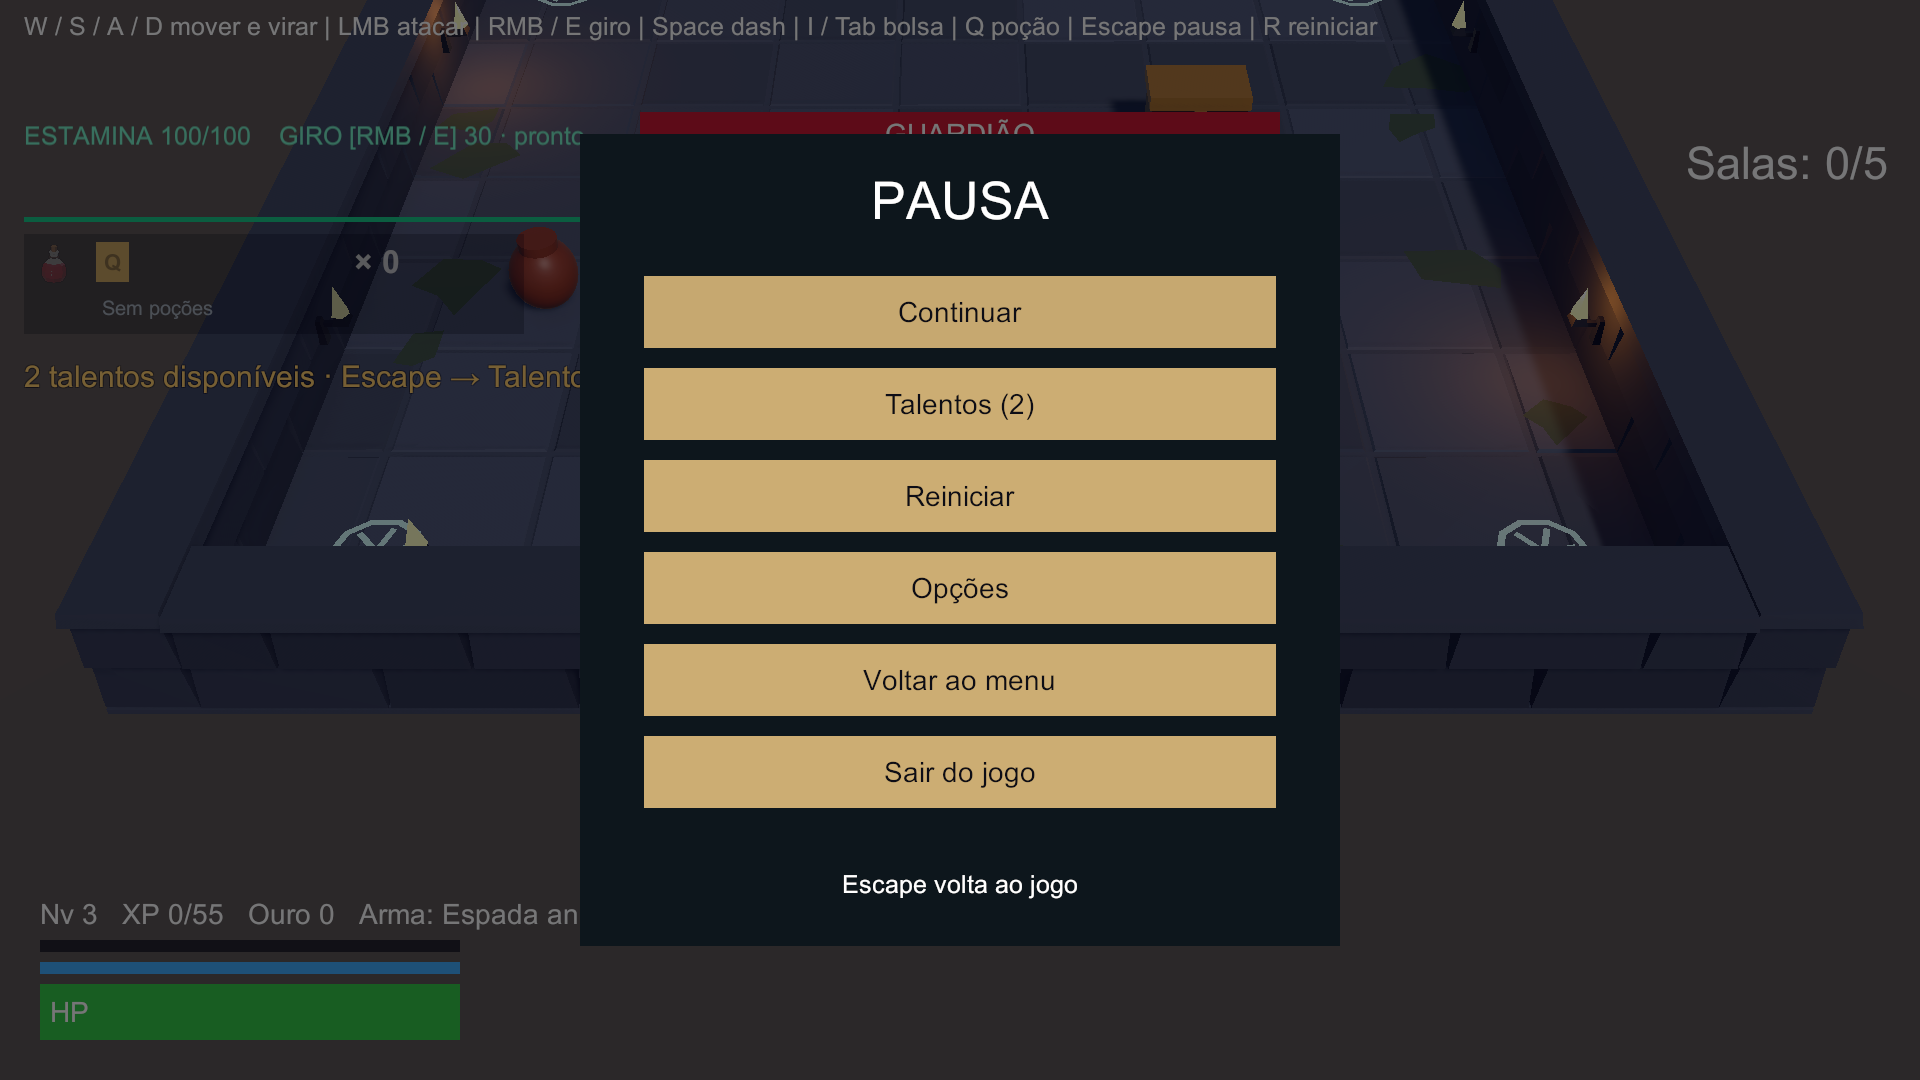 W / S / A / D mover e virar | LMB atacar | RMB / E giro | Space dash | I / Tab bolsa | Q poção | Escape pausa | R reiniciar
ESTAMINA 100/100 GIRO [RMB / E] 30 · pronto
GUARDIÃO
Salas: 0/5
PAUSA
Q × 0
Sem poções
Continuar
2 talentos disponíveis · Escape → Talento
Talentos (2)
Reiniciar
Opções
Voltar ao menu
Sair do jogo
Escape volta ao jogo
Nv 3 XP 0/55 Ouro 0 Arma: Espada an
HP